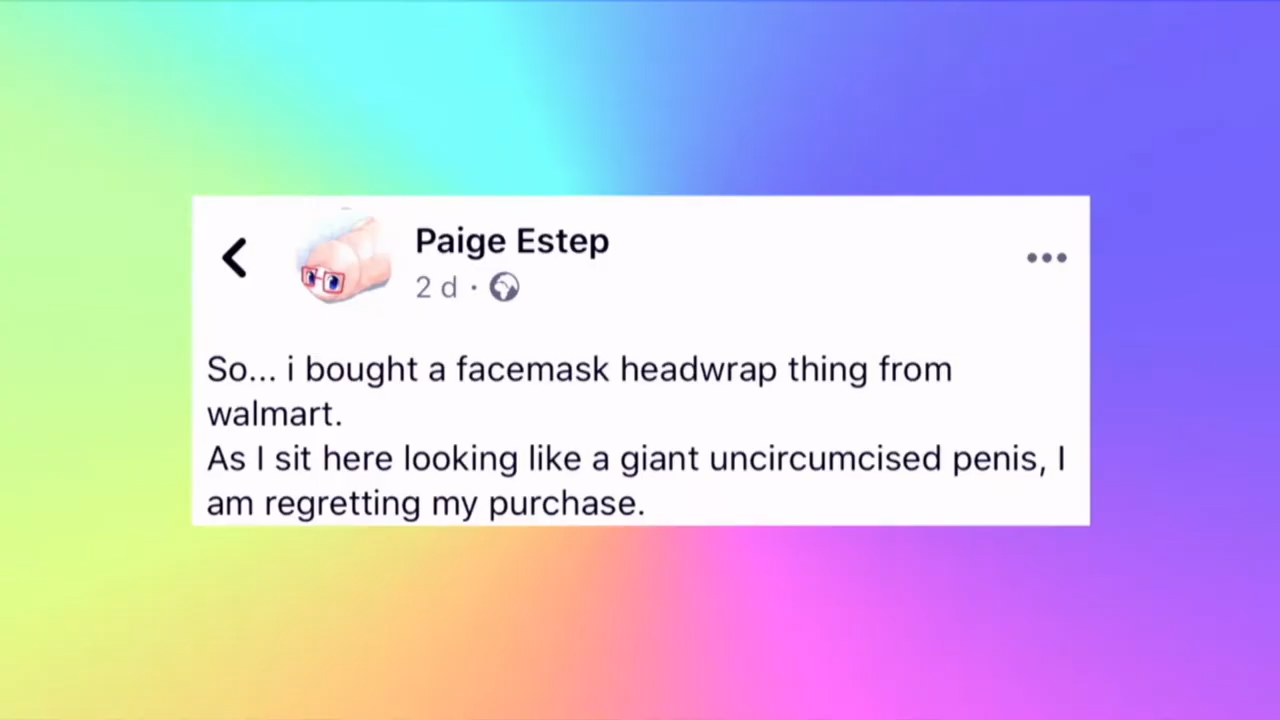 Paige Estep
2 d ·
So... i bought a facemask headwrap thing from
walmart.
As I sit here looking like a giant uncircumcised penis, I
am regretting my purchase.